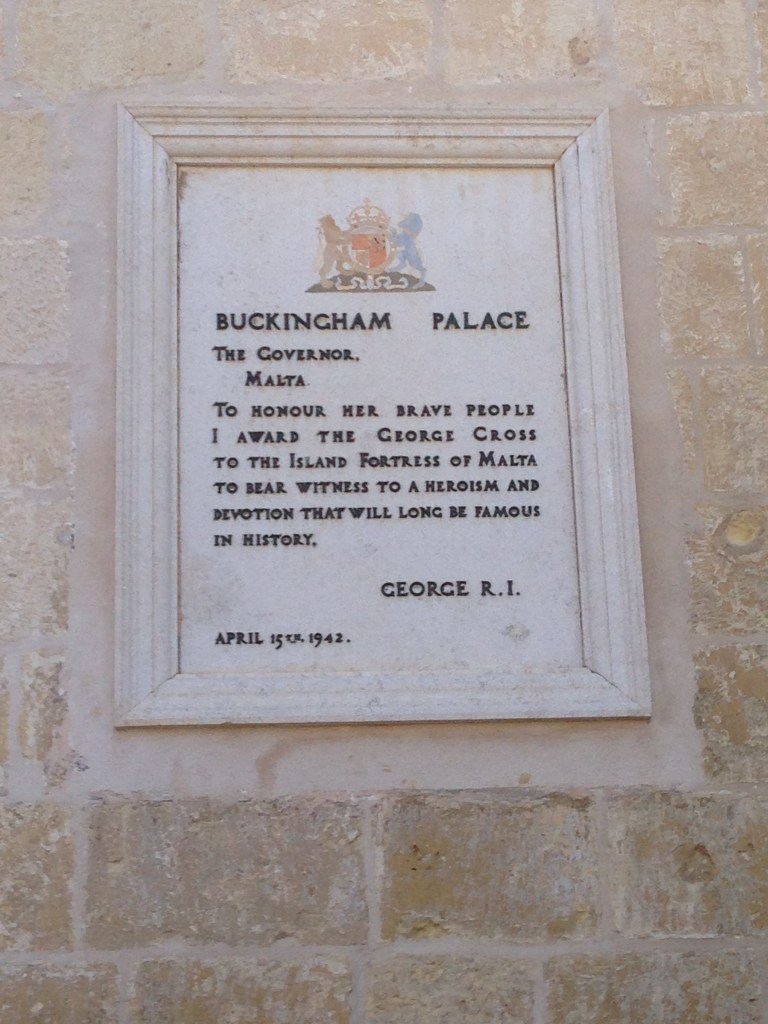 BUCKINGHAM PALACE
THE GOVERNOR,
MALTA.
TO HONOUR HER BRAVE PEOPLE
I AWARD THE GEORGE CROSS
TO THE ISLAND FORTRESS OF MALTA
TO BEAR WITNESS TO A HEROISM AND
DEVOTION THAT WILL LONG BE FAMOUS
IN HISTORY.
GEORGE R.I.
APRIL 15TH. 1942.